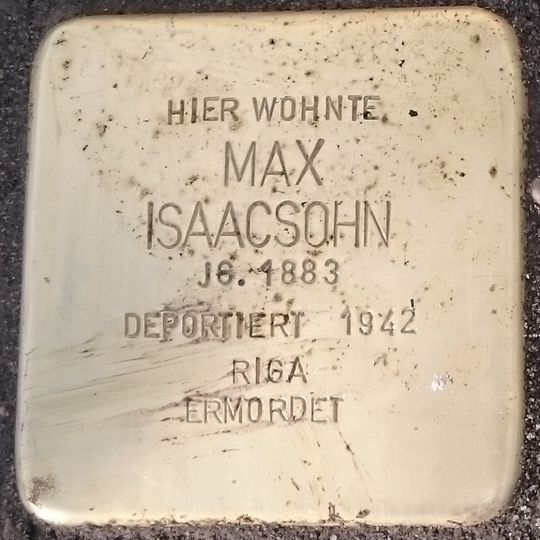 HIER WOHNTE
MAX
ISAACSOHN
JG. 1883
DEPORTIERT 1942
RIGA
ERMORDET